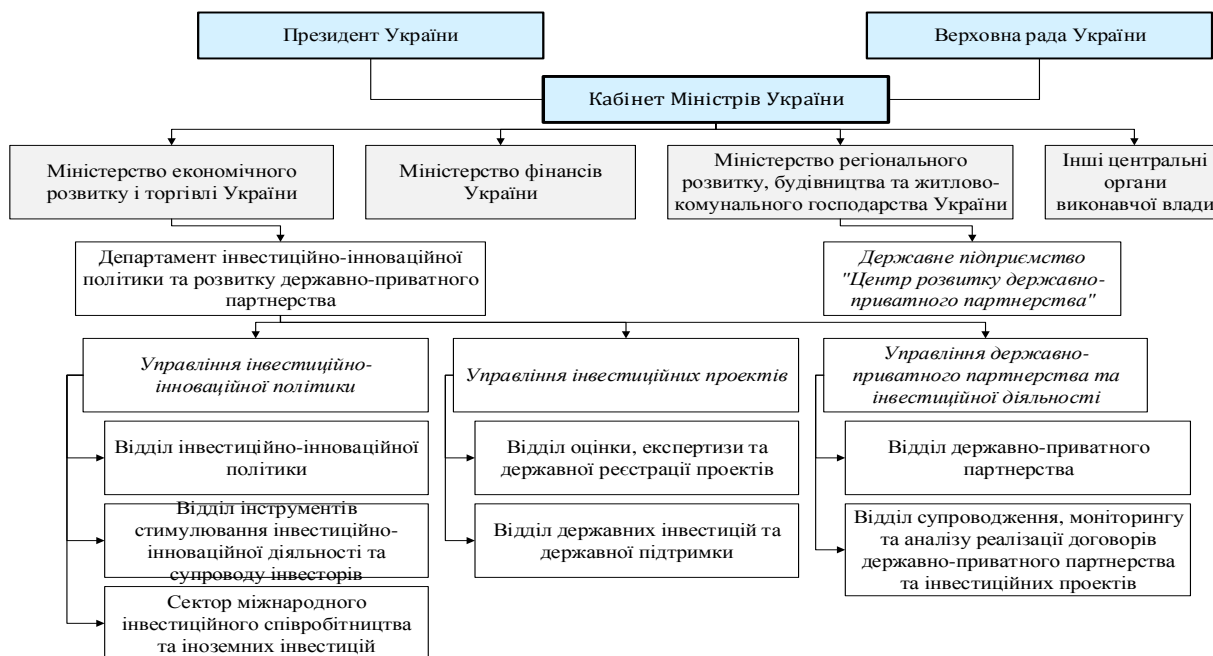 Президент України
Верховна рада України
Кабінет Міністрів України
Міністерство економічного
розвитку і торгівлі України
Міністерство фінансів
України
Міністерство регіонального
розвитку, будівництва та житлово-
комунального господарства України
Інші центральні
органи
виконавчої влади
Департамент інвестиційно-інноваційної
політики та розвитку державно-приватного
партнерства
Державне підприємство
"Центр розвитку державно-
приватного партнерства"
Управління інвестиційно-
інноваційної політики
Управління інвестиційних проектів
Управління державно-
приватного партнерства та
інвестиційної діяльності
Відділ інвестиційно-інноваційної
політики
Відділ оцінки, експертизи та
державної реєстрації проектів
Відділ державно-приватного
партнерства
Відділ інструментів
стимулювання інвестиційно-
інноваційної діяльності та
супроводу інвесторів
Відділ державних інвестицій та
державної підтримки
Відділ супроводження, моніторингу
та аналізу реалізації договорів
державно-приватного партнерства
та інвестиційних проектів
Сектор міжнародного
інвестиційного співробітництва
та іноземних інвестицій